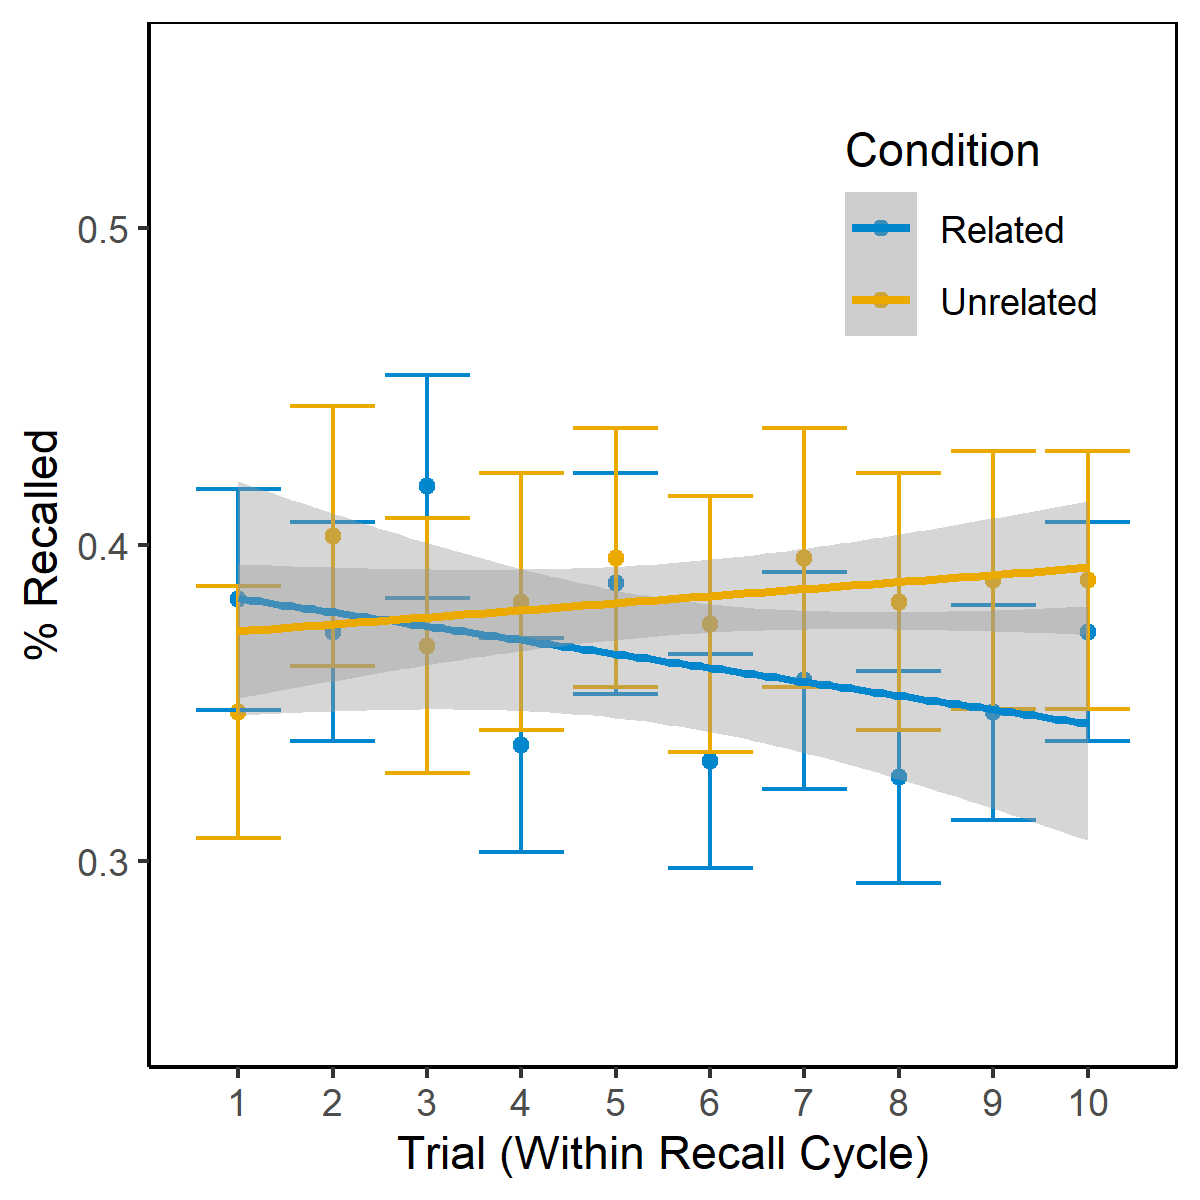 Condition
Related
Unrelated
% Recalled
0.5
0.4
0.3
1 2 3 4 5 6 7 8 9 10
Trial (Within Recall Cycle)